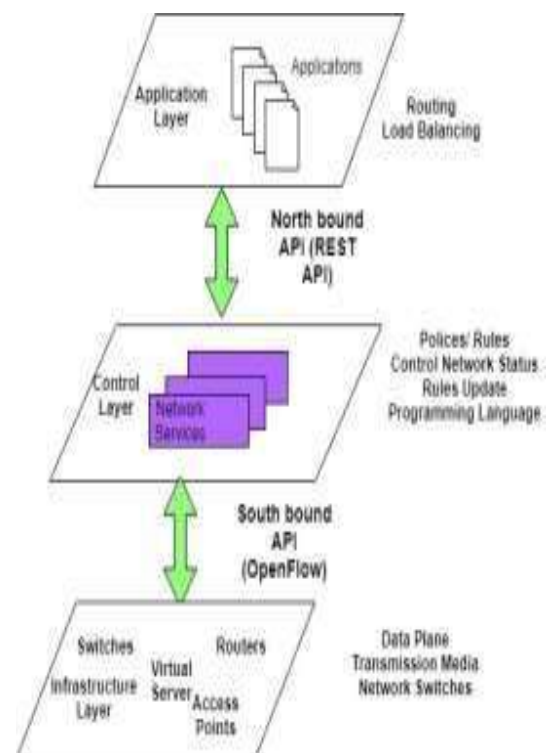 Application
Layer
Applications
Routing
Load Balancing
North bound
API (REST
API)
Control
Layer
Network
Services
Polices/ Rules
Control Network Status
Rules Update
Programming Language
South bound
API
(OpenFlow)
Switches
Routers
Virtual
Server
Infrastructure
Layer
Access
Points
Data Plane
Transmission Media
Network Switches